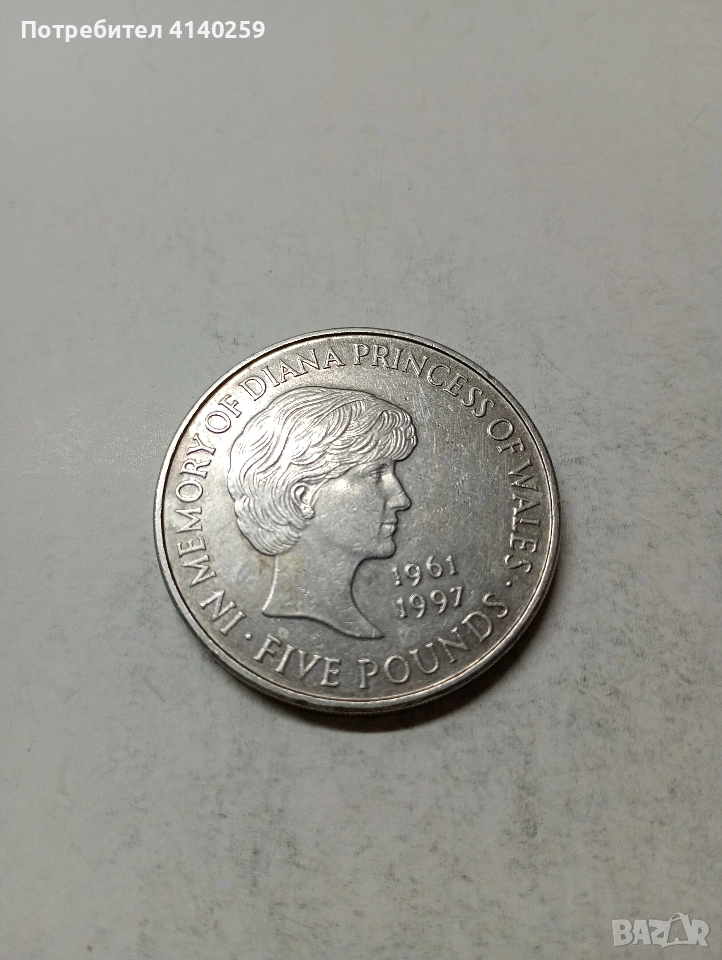 Потребител 4140259
IN MEMORY OF DIANA PRINCESS OF WALES ·
1961
1997
· FIVE POUNDS
BAZAR